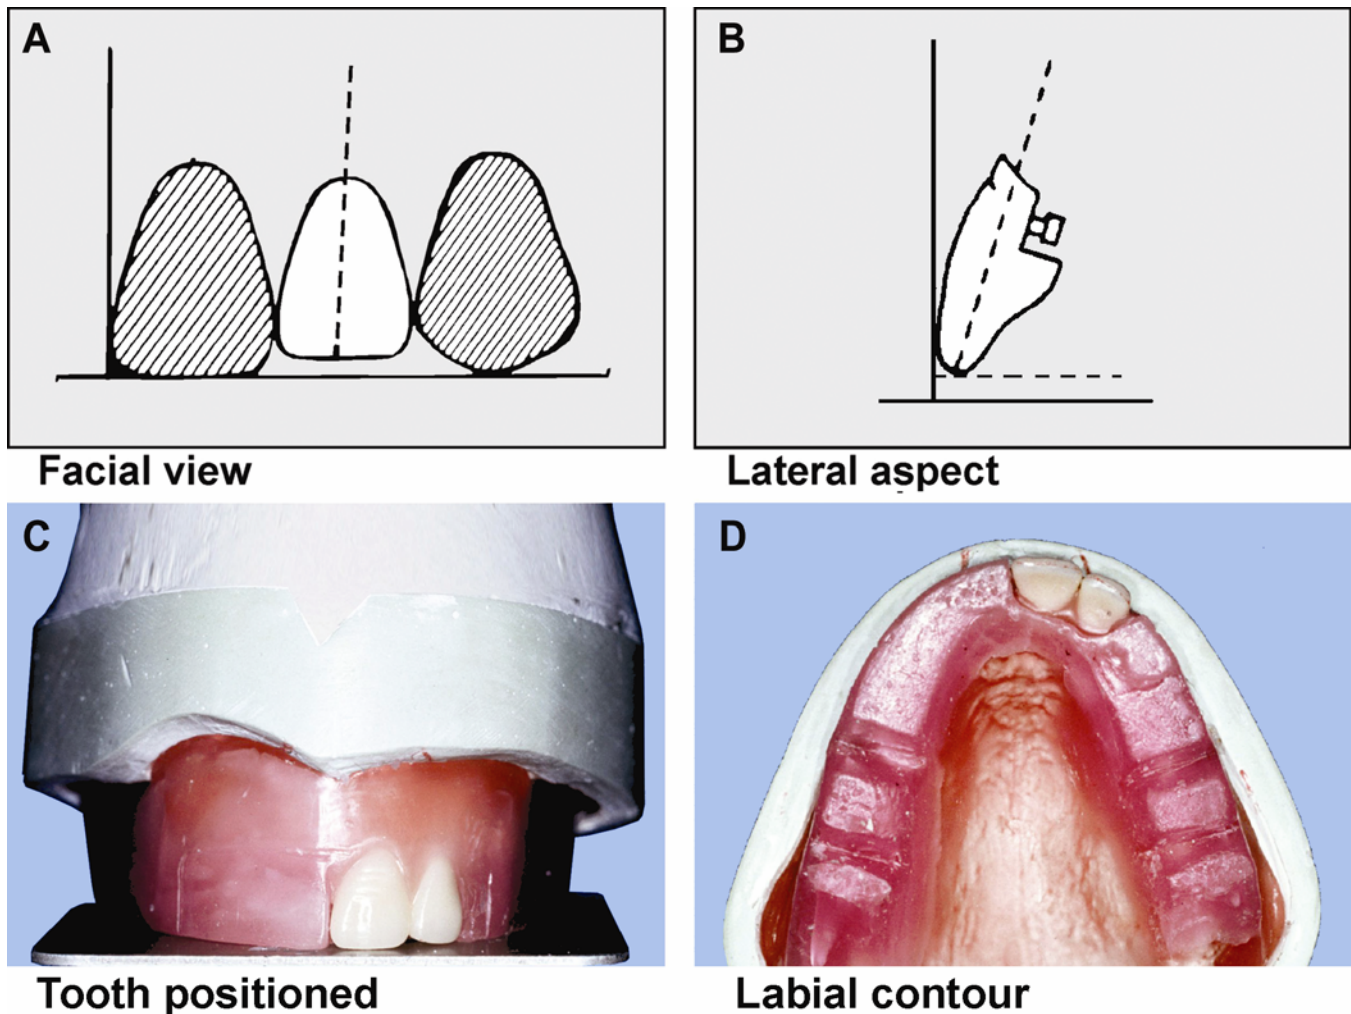 A
B
Facial view
Lateral aspect
C
D
Tooth positioned
Labial contour